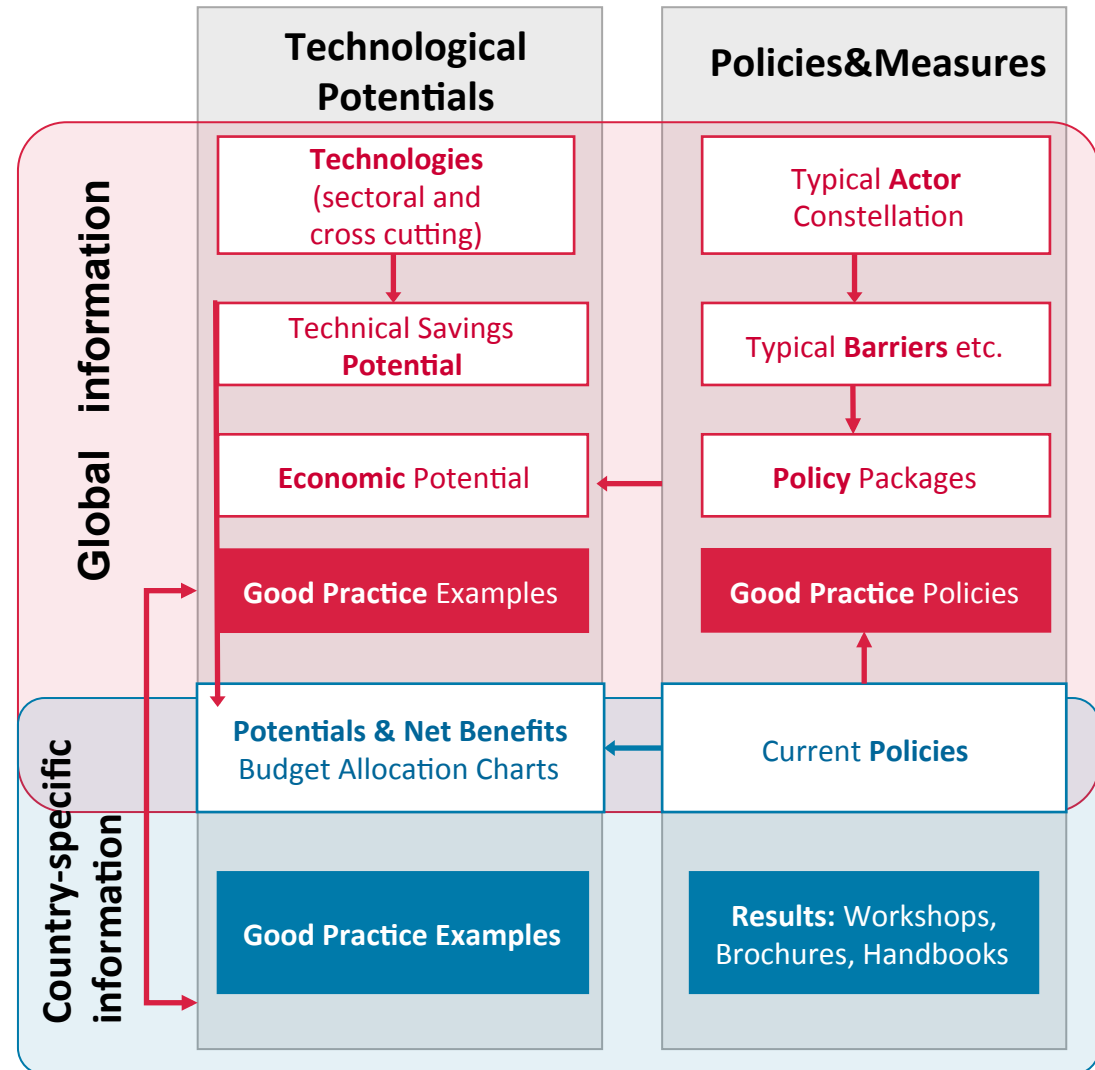 Technological
Potentials
Policies&Measures
Global information
Technologies
(sectoral and
cross cutting)
Typical Actor
Constellation
Technical Savings
Potential
Typical Barriers etc.
Economic Potential
Policy Packages
Good Practice Examples
Good Practice Policies
Country-specific
information
Potentials & Net Benefits
Budget Allocation Charts
Current Policies
Good Practice Examples
Results: Workshops,
Brochures, Handbooks